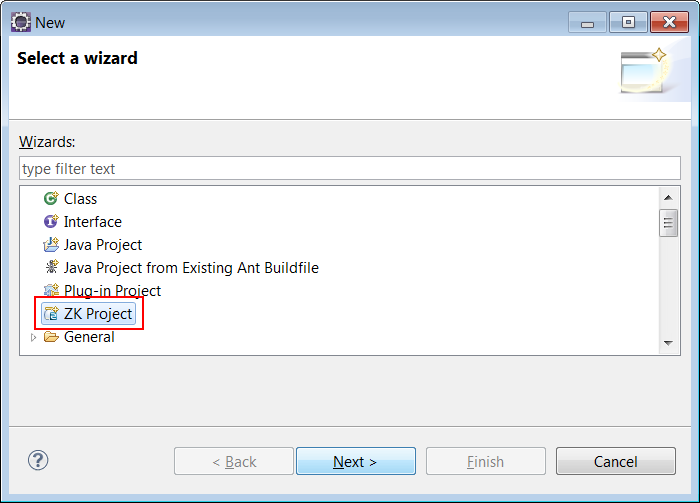 New
Select a wizard
Wizards:
type filter text
Class
Interface
Java Project
Java Project from Existing Ant Buildfile
Plug-in Project
ZK Project
General
? < Back Next > Finish Cancel